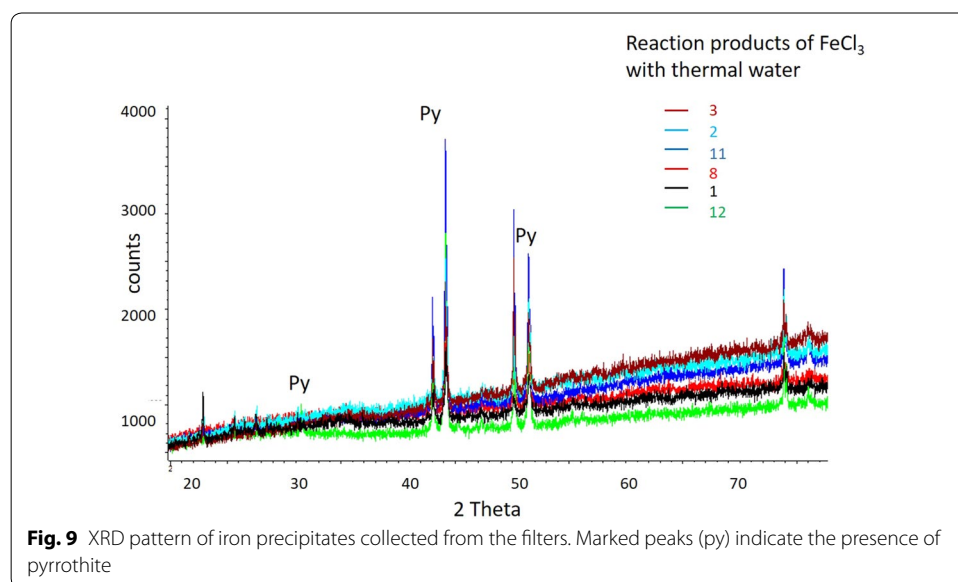 Reaction products of FeCl₃
with thermal water
3
2
11
8
1
12
4000
3000
2000
1000
counts
Py
Py
Py
20 30 40 50 60 70
2 Theta
Fig. 9 XRD pattern of iron precipitates collected from the filters. Marked peaks (py) indicate the presence of
pyrrothite